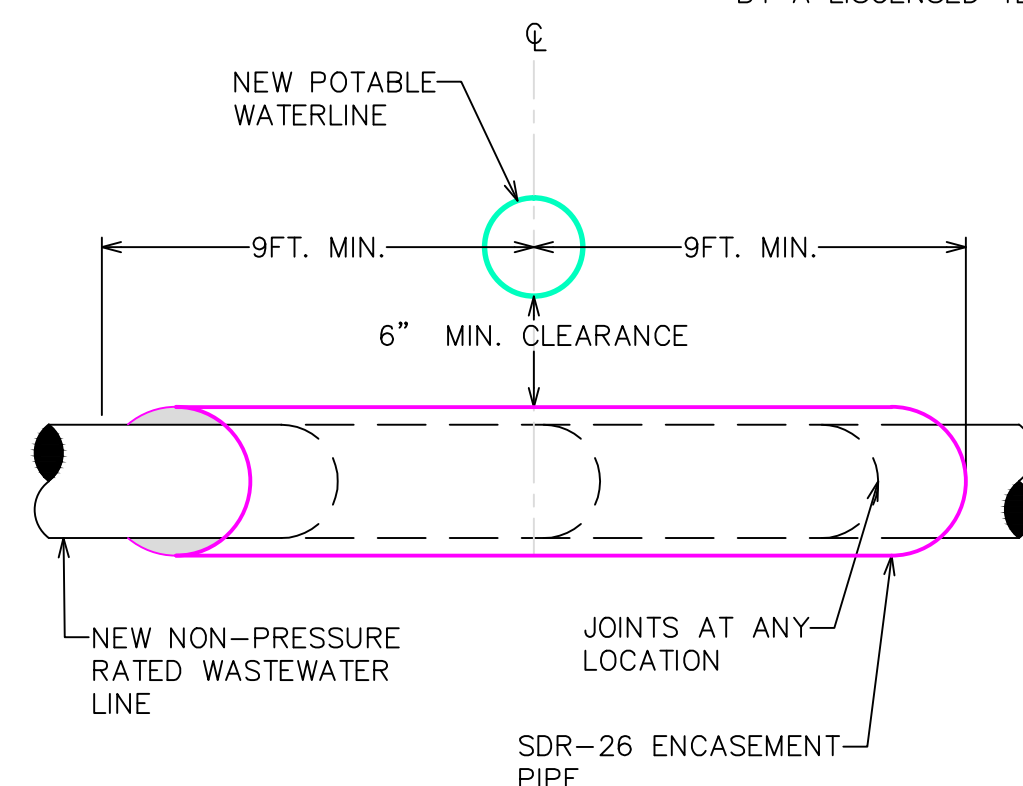 ℄
NEW POTABLE
WATERLINE
9FT. MIN.
9FT. MIN.
6” MIN. CLEARANCE
NEW NON-PRESSURE
RATED WASTEWATER
LINE
JOINTS AT ANY
LOCATION
SDR-26 ENCASEMENT
PIPE